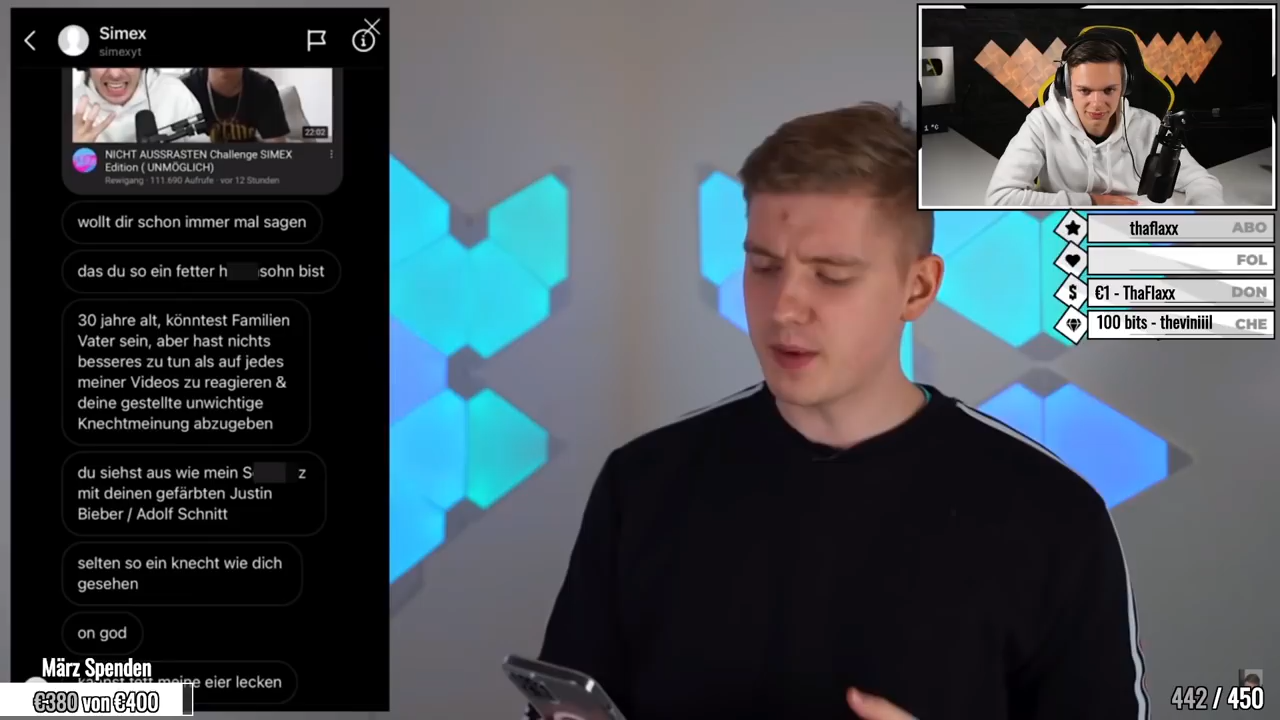 Simex
simexyt
22:02
NICHT AUSSRASTEN Challenge SIMEX
Edition ( UNMÖGLICH)
Rewigang · 111.690 Aufrufe · vor 12 Stunden
wollt dir schon immer mal sagen
das du so ein fetter h sohn bist
30 jahre alt, könntest Familien
Vater sein, aber hast nichts
besseres zu tun als auf jedes
meiner Videos zu reagieren &
deine gestellte unwichtige
Knechtmeinung abzugeben
du siehst aus wie mein S z
mit deinen gefärbten Justin
Bieber / Adolf Schnitt
selten so ein knecht wie dich
gesehen
on god
meine eier lecken
März Spenden
€380 von €400
thaflaxx ABO
FOL
€1 - ThaFlaxx DON
100 bits - theviniiil CHE
442 / 450